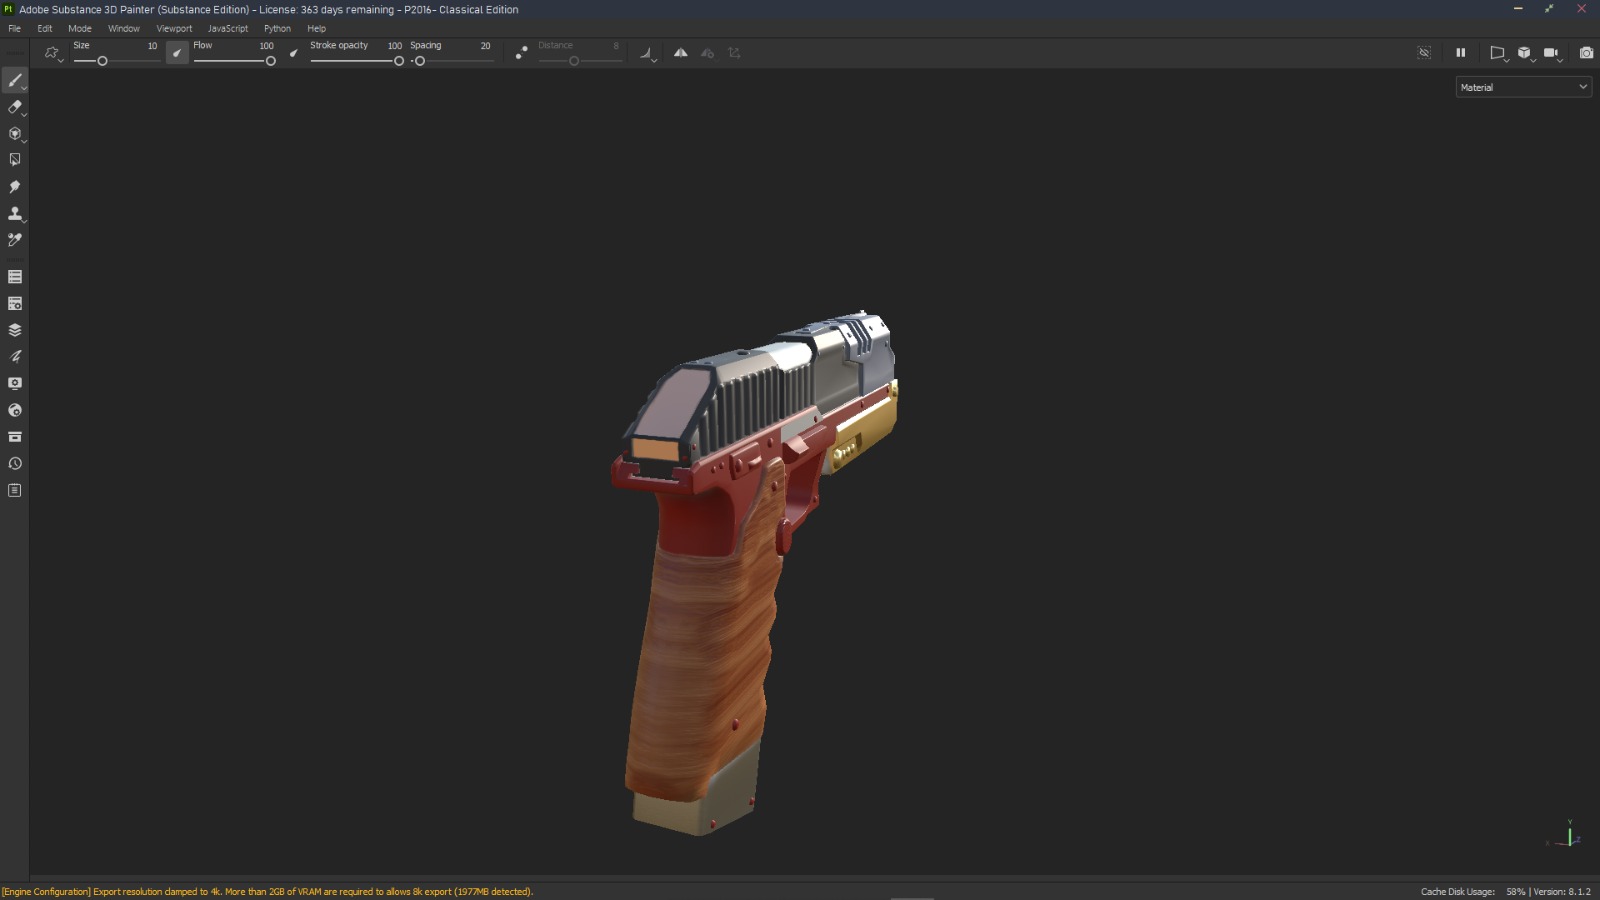 Pt Adobe Substance 3D Painter (Substance Edition) - License: 363 days remaining - P2016- Classical Edition
File Edit Mode Window Viewport JavaScript Python Help
Size 10 Flow 100 Stroke opacity 100 Spacing 20 Distance 8
Material
Y
X
Z
[Engine Configuration] Export resolution clamped to 4k. More than 2GB of VRAM are required to allows 8k export (1977MB detected).
Cache Disk Usage: 58% | Version: 8.1.2